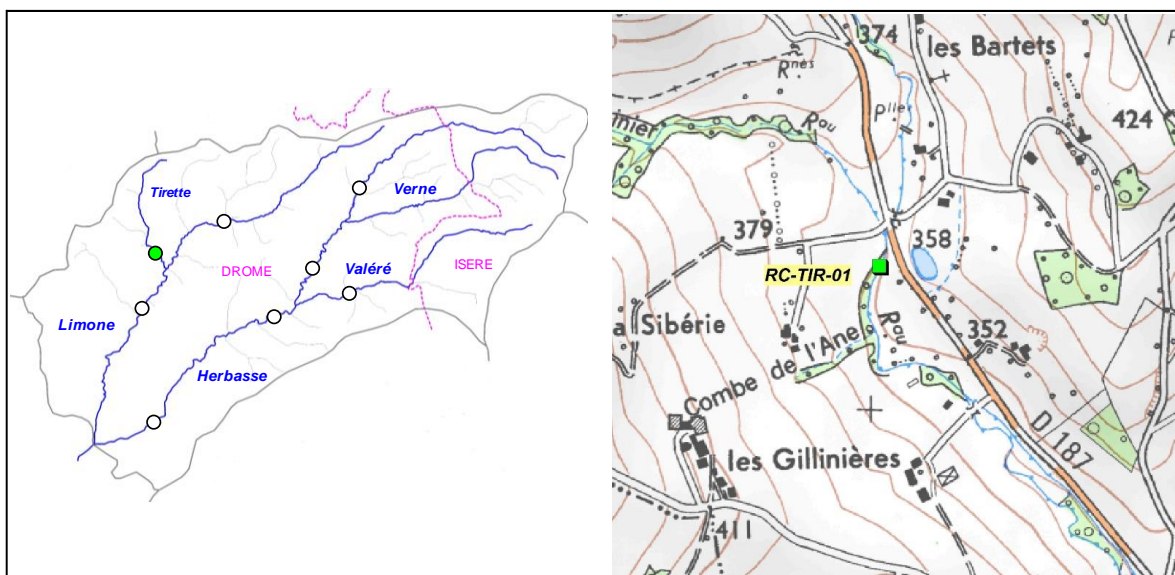 Tirette
Verne
DROME
Valéré
ISERE
Limone
Herbasse
374
les Bartets
Rnes
Plle
424
inier
Rau
379
358
RC-TIR-01
a Sibérie
352
Combe de l'Ane
Rau
D 187
les Gillinières
411